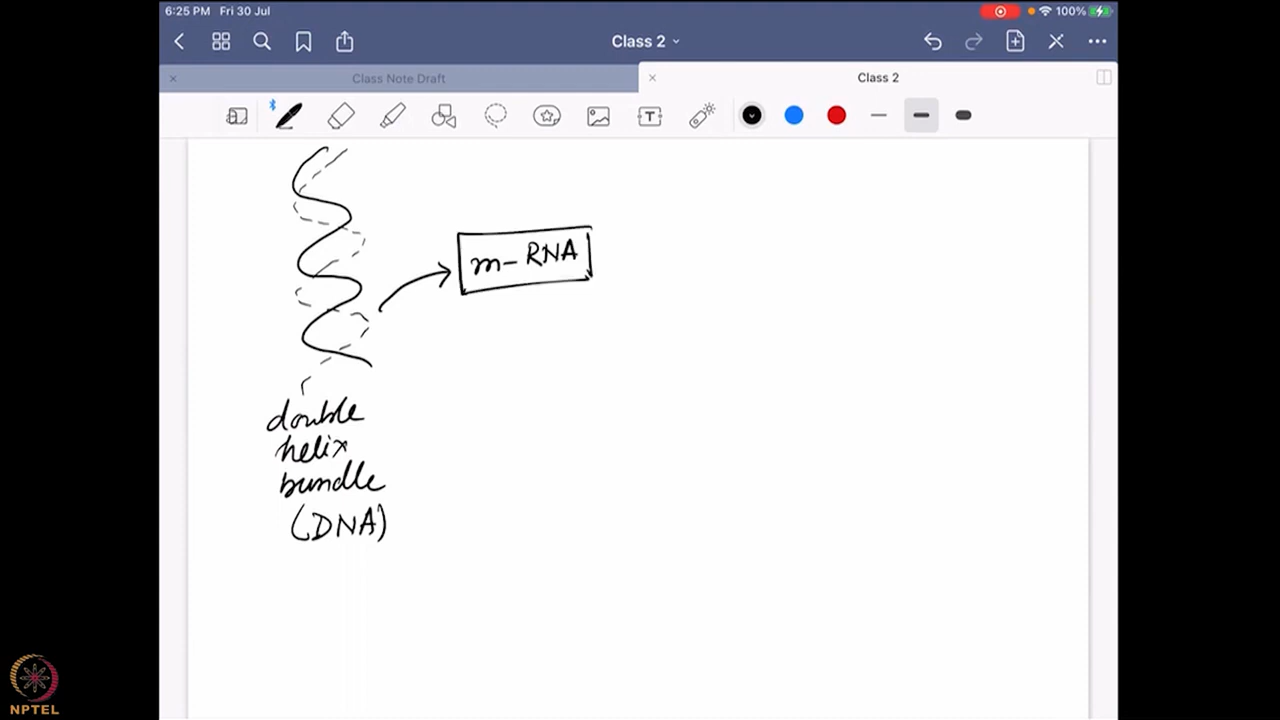 6:25 PM Fri 30 Jul
100%
Class 2
Class Note Draft
Class 2
T
m-RNA
double
helix
bundle
(DNA)
NPTEL